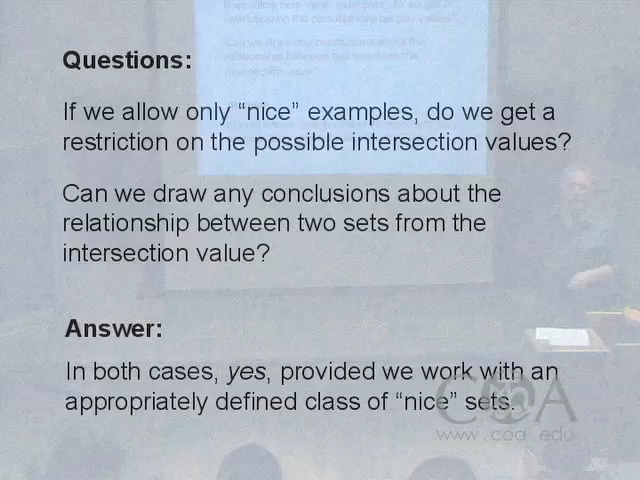 Questions:
If we allow only “nice” examples, do we get a
restriction on the possible intersection values?
Can we draw any conclusions about the
relationship between two sets from the
intersection value?
Answer:
In both cases, yes, provided we work with an
appropriately defined class of “nice” sets.
COA
www.coa.edu